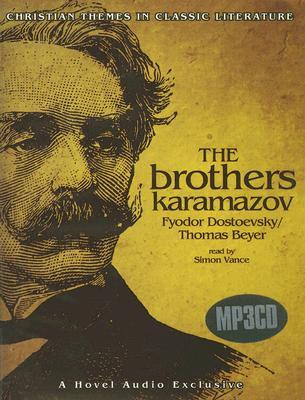 CHRISTIAN THEMES IN CLASSIC LITERATURE
THE
brothers
karamazov
Fyodor Dostoevsky/
Thomas Beyer
read by
Simon Vance
MP3CD
A Hovel Audio Exclusive